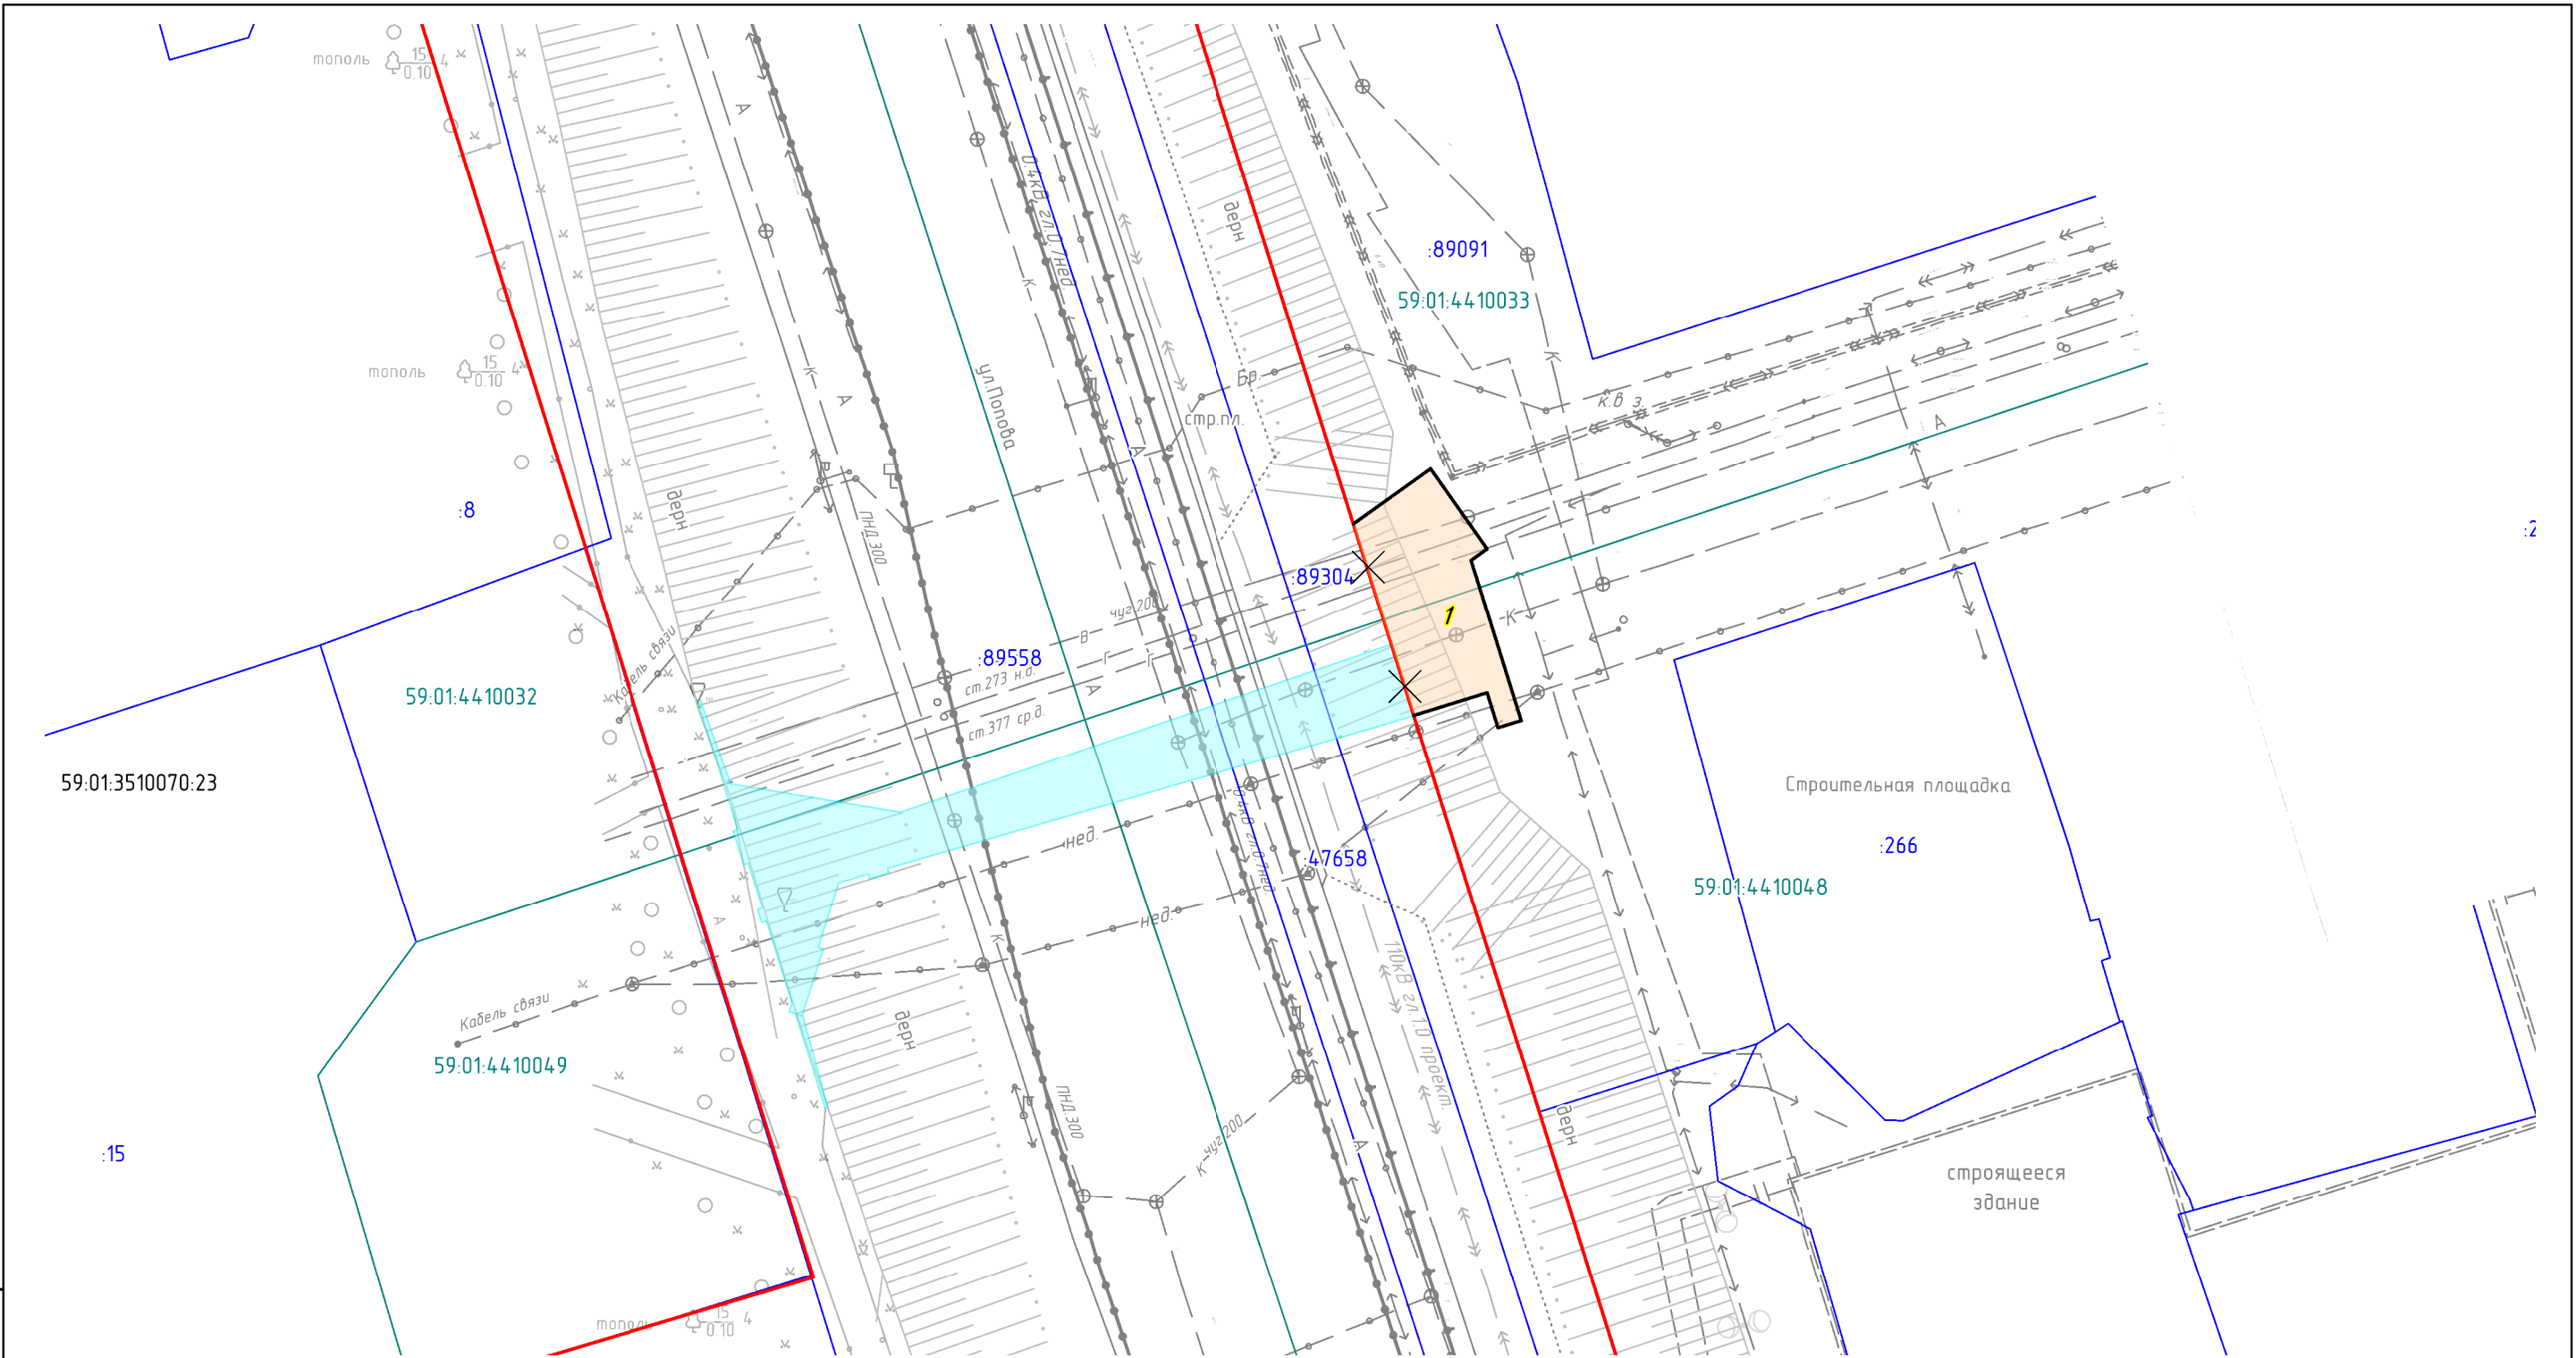 тополь 15 4
0.10
А
0.4кВ гл.0.7нед.
дерн
:89091
59:01:4410033
К
тополь 15 4
0.10
К
А
К
ул.Попова
Бр.
стр.пл.
к.в з.
А
А
:8
дерн
ПНД.300
:2
:89304
1
чуг.200
К
В
Г
Г
Кабель связи
:89558
ст.273 н.д.
59:01:4410032
А
ст.377 ср.д.
59:01:3510070:23
Строительная площадка
0.4кВ гл.0.7нед.
нед.
:266
:47658
59:01:4410048
нед.
А
К
110кВ гл.1.0 проект.
Кабель связи
дерн
59:01:4410049
ПНД.300
дерн
К чуг.200
А
:15
строящееся
здание
тополь 15 4
0.10